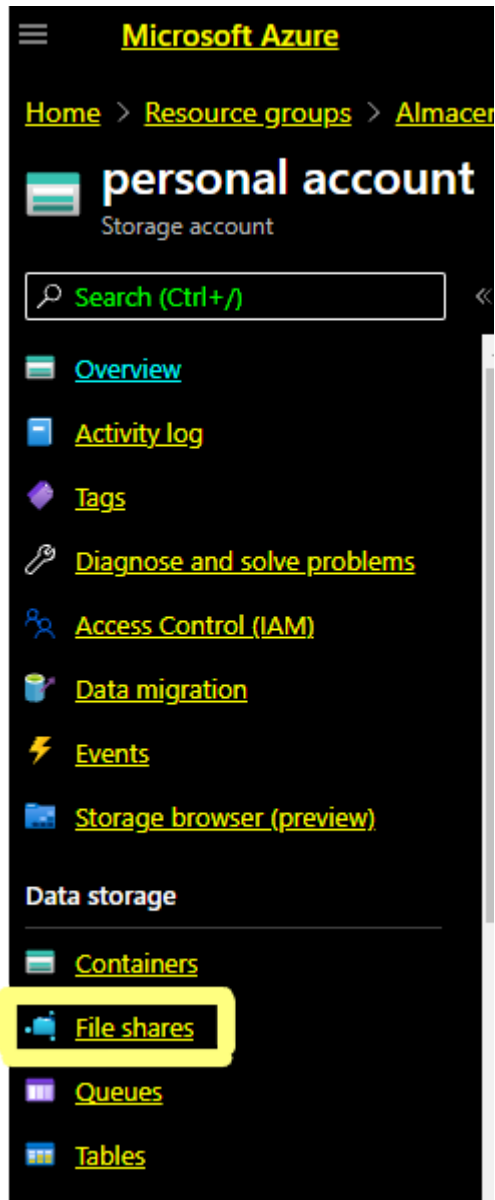 Microsoft Azure
Home > Resource groups > Almacen
personal account
Storage account
Search (Ctrl+/)
Overview
Activity log
Tags
Diagnose and solve problems
Access Control (IAM)
Data migration
Events
Storage browser (preview)
Data storage
Containers
File shares
Queues
Tables